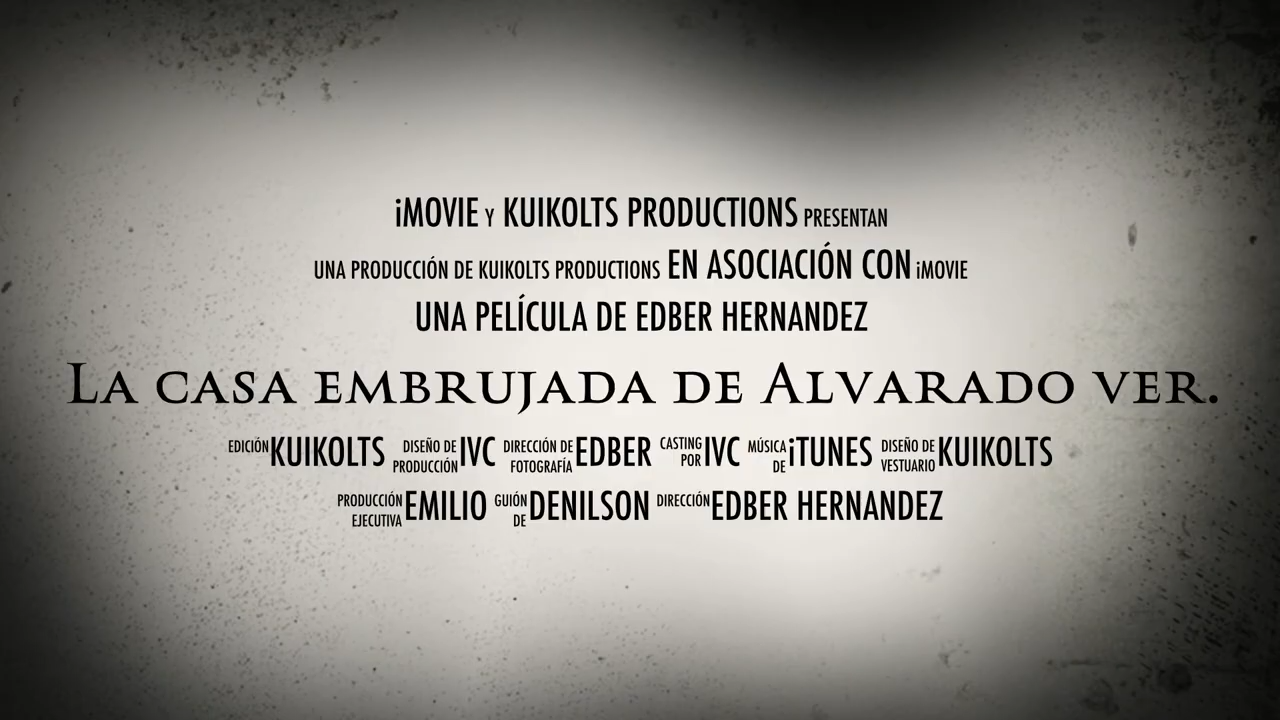 iMOVIE Y KUIKOLTS PRODUCTIONS PRESENTAN
UNA PRODUCCIÓN DE KUIKOLTS PRODUCTIONS EN ASOCIACIÓN CON iMOVIE
UNA PELÍCULA DE EDBER HERNANDEZ
LA CASA EMBRUJADA DE ALVARADO VER.
EDICIÓN KUIKOLTS DISEÑO DE PRODUCCIÓN IVC DIRECCIÓN DE FOTOGRAFÍA EDBER CASTING POR IVC MÚSICA DE iTUNES DISEÑO DE VESTUARIO KUIKOLTS
PRODUCCIÓN EJECUTIVA EMILIO GUIÓN DE DENILSON DIRECCIÓN EDBER HERNANDEZ